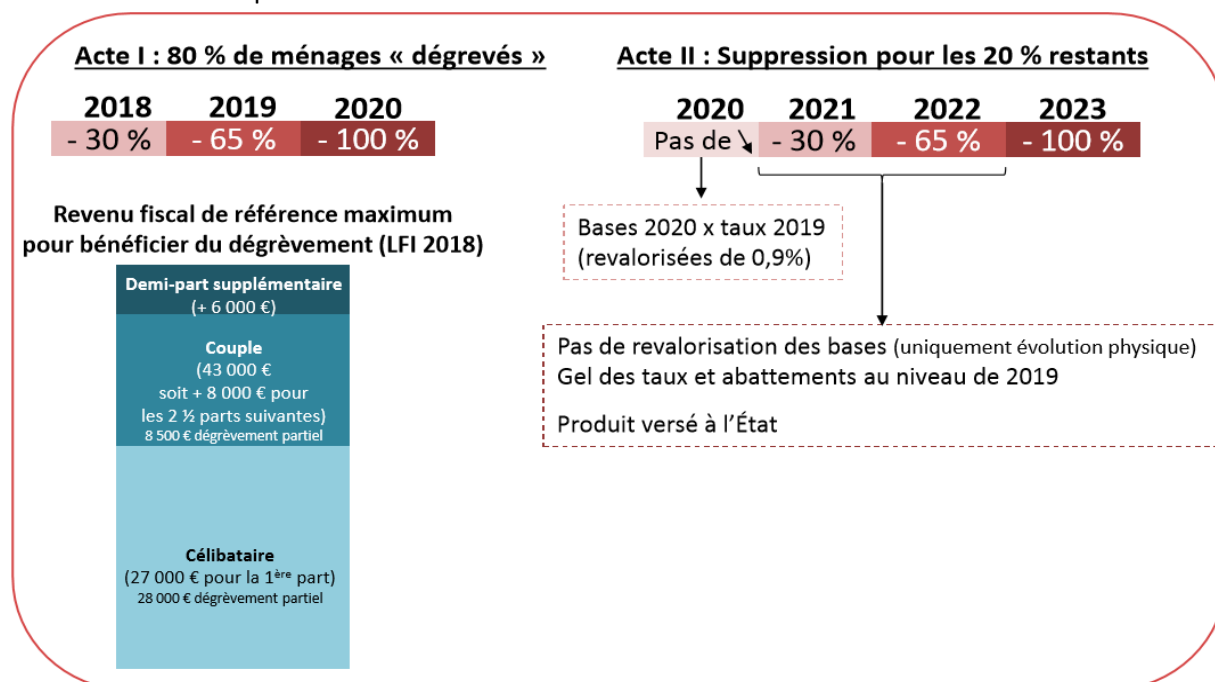 Acte I : 80 % de ménages « dégrevés »
2018 2019 2020
- 30 % - 65 % - 100 %
Revenu fiscal de référence maximum
pour bénéficier du dégrèvement (LFI 2018)
Demi-part supplémentaire
(+ 6 000 €)
Couple
(43 000 €
soit + 8 000 € pour
les 2 ½ parts suivantes)
8 500 € dégrèvement partiel
Célibataire
(27 000 € pour la 1ère part)
28 000 € dégrèvement partiel
Acte II : Suppression pour les 20 % restants
2020 2021 2022 2023
Pas de ↘ - 30 % - 65 % - 100 %
Bases 2020 x taux 2019
(revalorisées de 0,9%)
Pas de revalorisation des bases (uniquement évolution physique)
Gel des taux et abattements au niveau de 2019
Produit versé à l'État